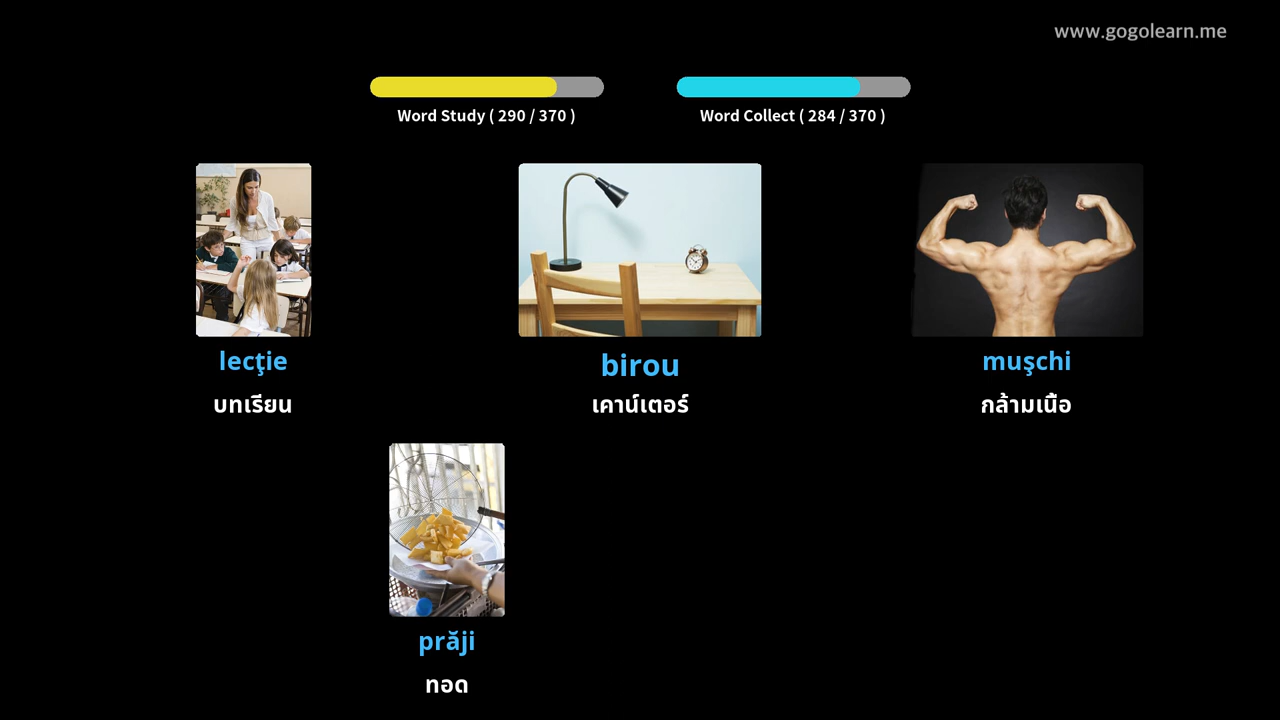 www.gogolearn.me
Word Study ( 290 / 370 )
Word Collect ( 284 / 370 )
lecţie
birou
muşchi
บทเรียน
เคาน์เตอร์
กล้ามเนื้อ
prăji
ทอด